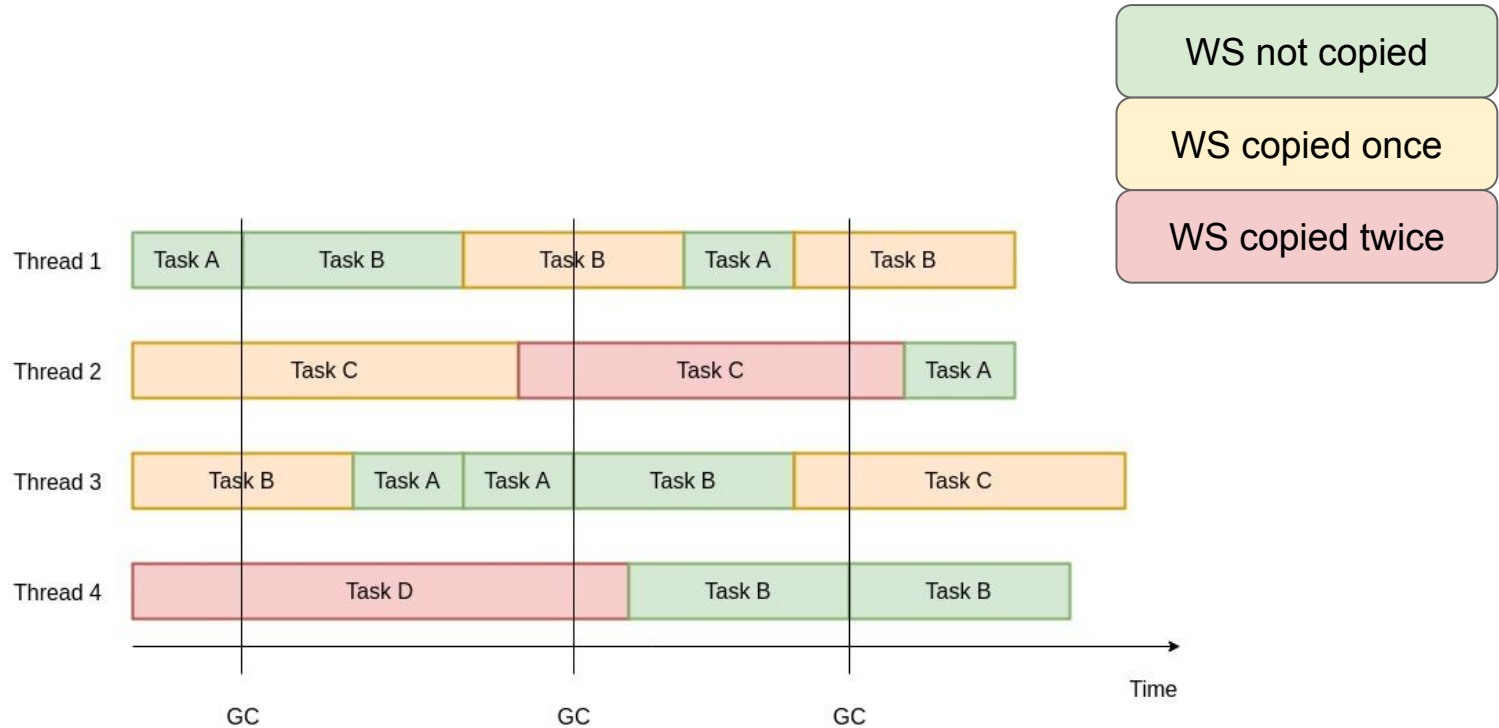 WS not copied
WS copied once
WS copied twice
Thread 1 Task A Task B Task B Task A Task B
Thread 2 Task C Task C Task A
Thread 3 Task B Task A Task A Task B Task C
Thread 4 Task D Task B Task B
Time
GC GC GC